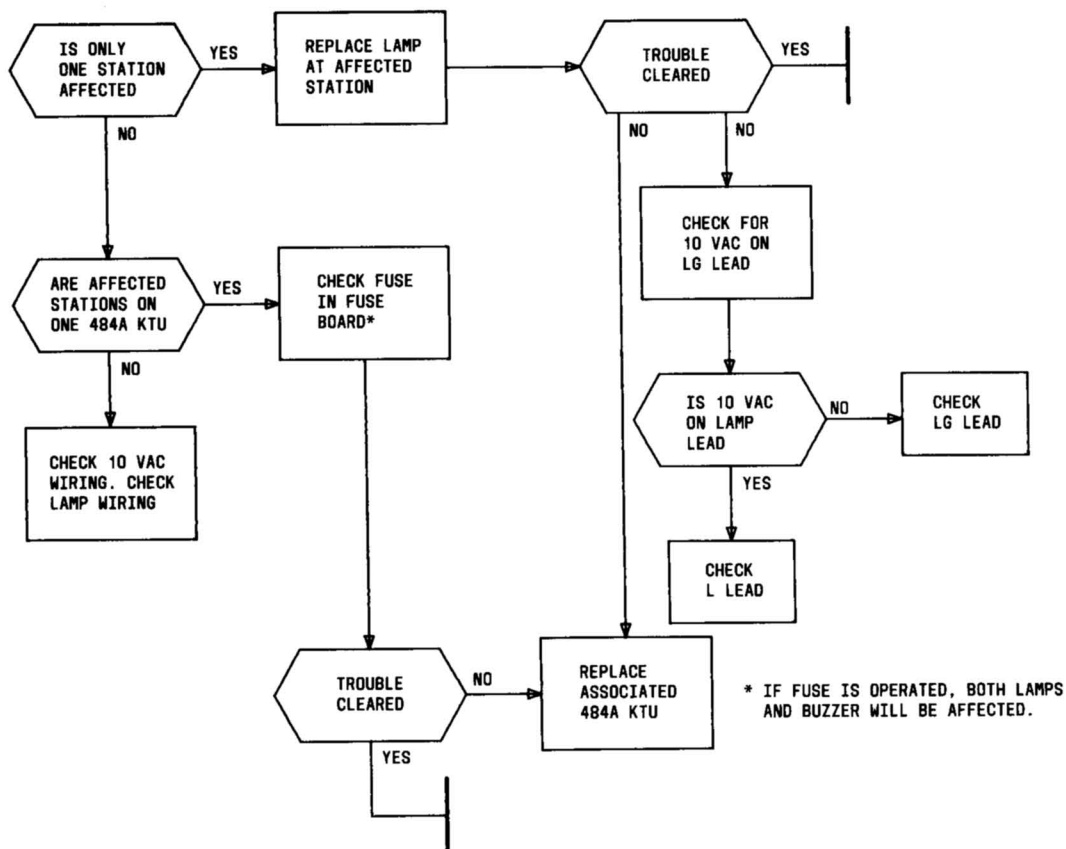 IS ONLY
ONE STATION
AFFECTED
YES
REPLACE LAMP
AT AFFECTED
STATION
TROUBLE
CLEARED
YES
NO
NO
NO
CHECK FOR
10 VAC ON
LG LEAD
ARE AFFECTED
STATIONS ON
ONE 484A KTU
YES
CHECK FUSE
IN FUSE
BOARD*
NO
IS 10 VAC
ON LAMP
LEAD
NO
CHECK
LG LEAD
CHECK 10 VAC
WIRING. CHECK
LAMP WIRING
YES
CHECK
L LEAD
TROUBLE
CLEARED
NO
REPLACE
ASSOCIATED
484A KTU
* IF FUSE IS OPERATED, BOTH LAMPS
AND BUZZER WILL BE AFFECTED.
YES